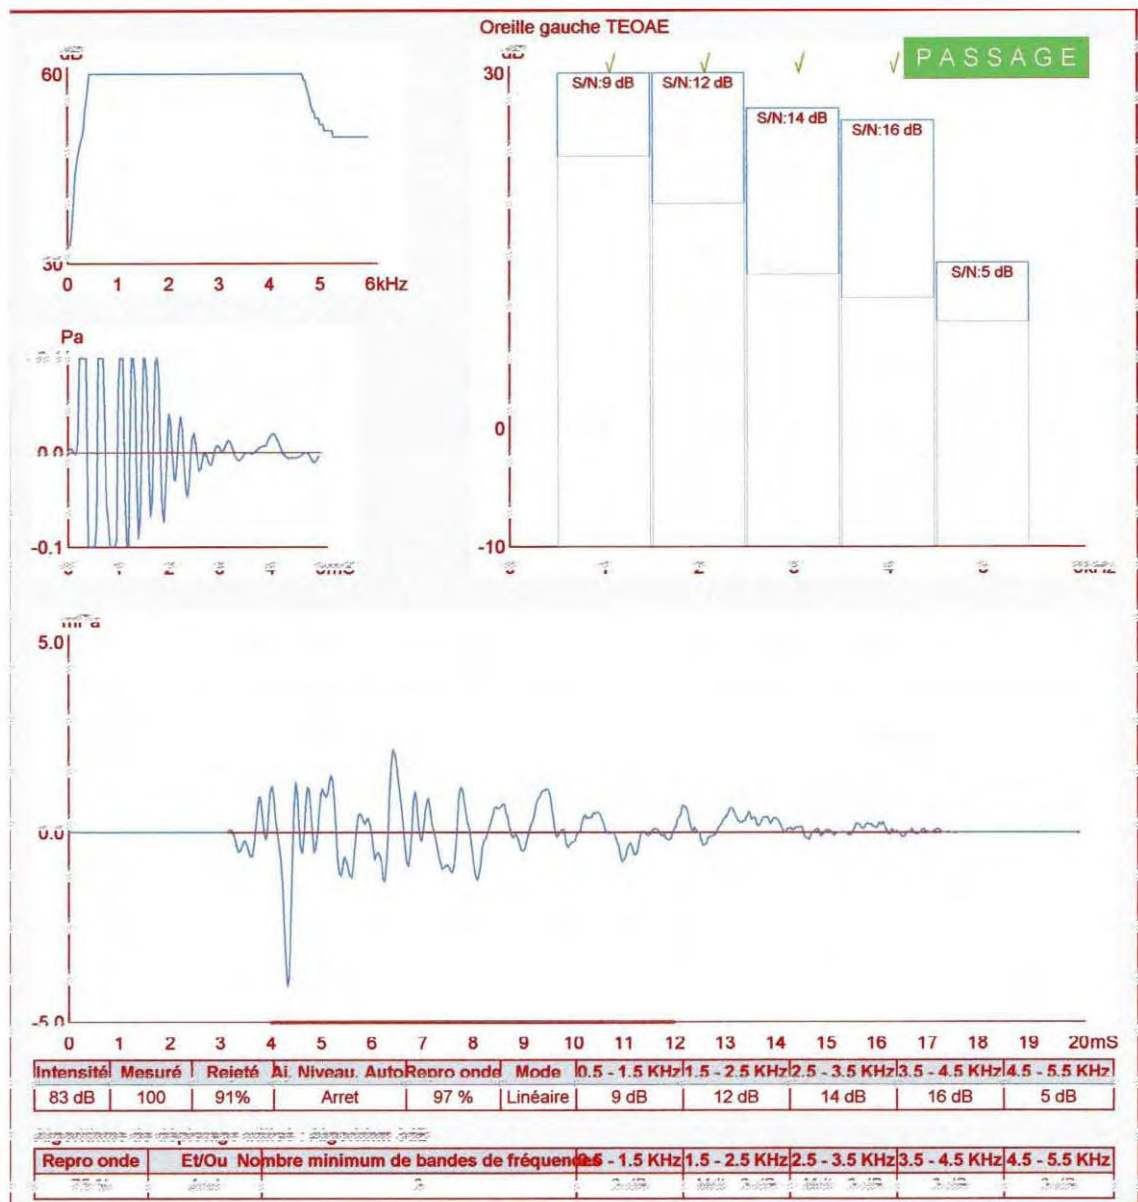 Oreille gauche TEOAE
PASSAGE
dB
60
30
0 1 2 3 4 5 6kHz
dB
30
0
-10
S/N:9 dB
S/N:12 dB
S/N:14 dB
S/N:16 dB
S/N:5 dB
Pa
0.0
-0.1
mPa
5.0
0.0
-5.0
0 1 2 3 4 5 6 7 8 9 10 11 12 13 14 15 16 17 18 19 20mS
Intensité Mesuré Rejeté Ai. Niveau. Auto Repro onde Mode 0.5 - 1.5 KHz 1.5 - 2.5 KHz 2.5 - 3.5 KHz 3.5 - 4.5 KHz 4.5 - 5.5 KHz
83 dB 100 91% Arret 97 % Linéaire 9 dB 12 dB 14 dB 16 dB 5 dB
Repro onde Et/Ou Nombre minimum de bandes de fréquences - 1.5 KHz 1.5 - 2.5 KHz 2.5 - 3.5 KHz 3.5 - 4.5 KHz 4.5 - 5.5 KHz